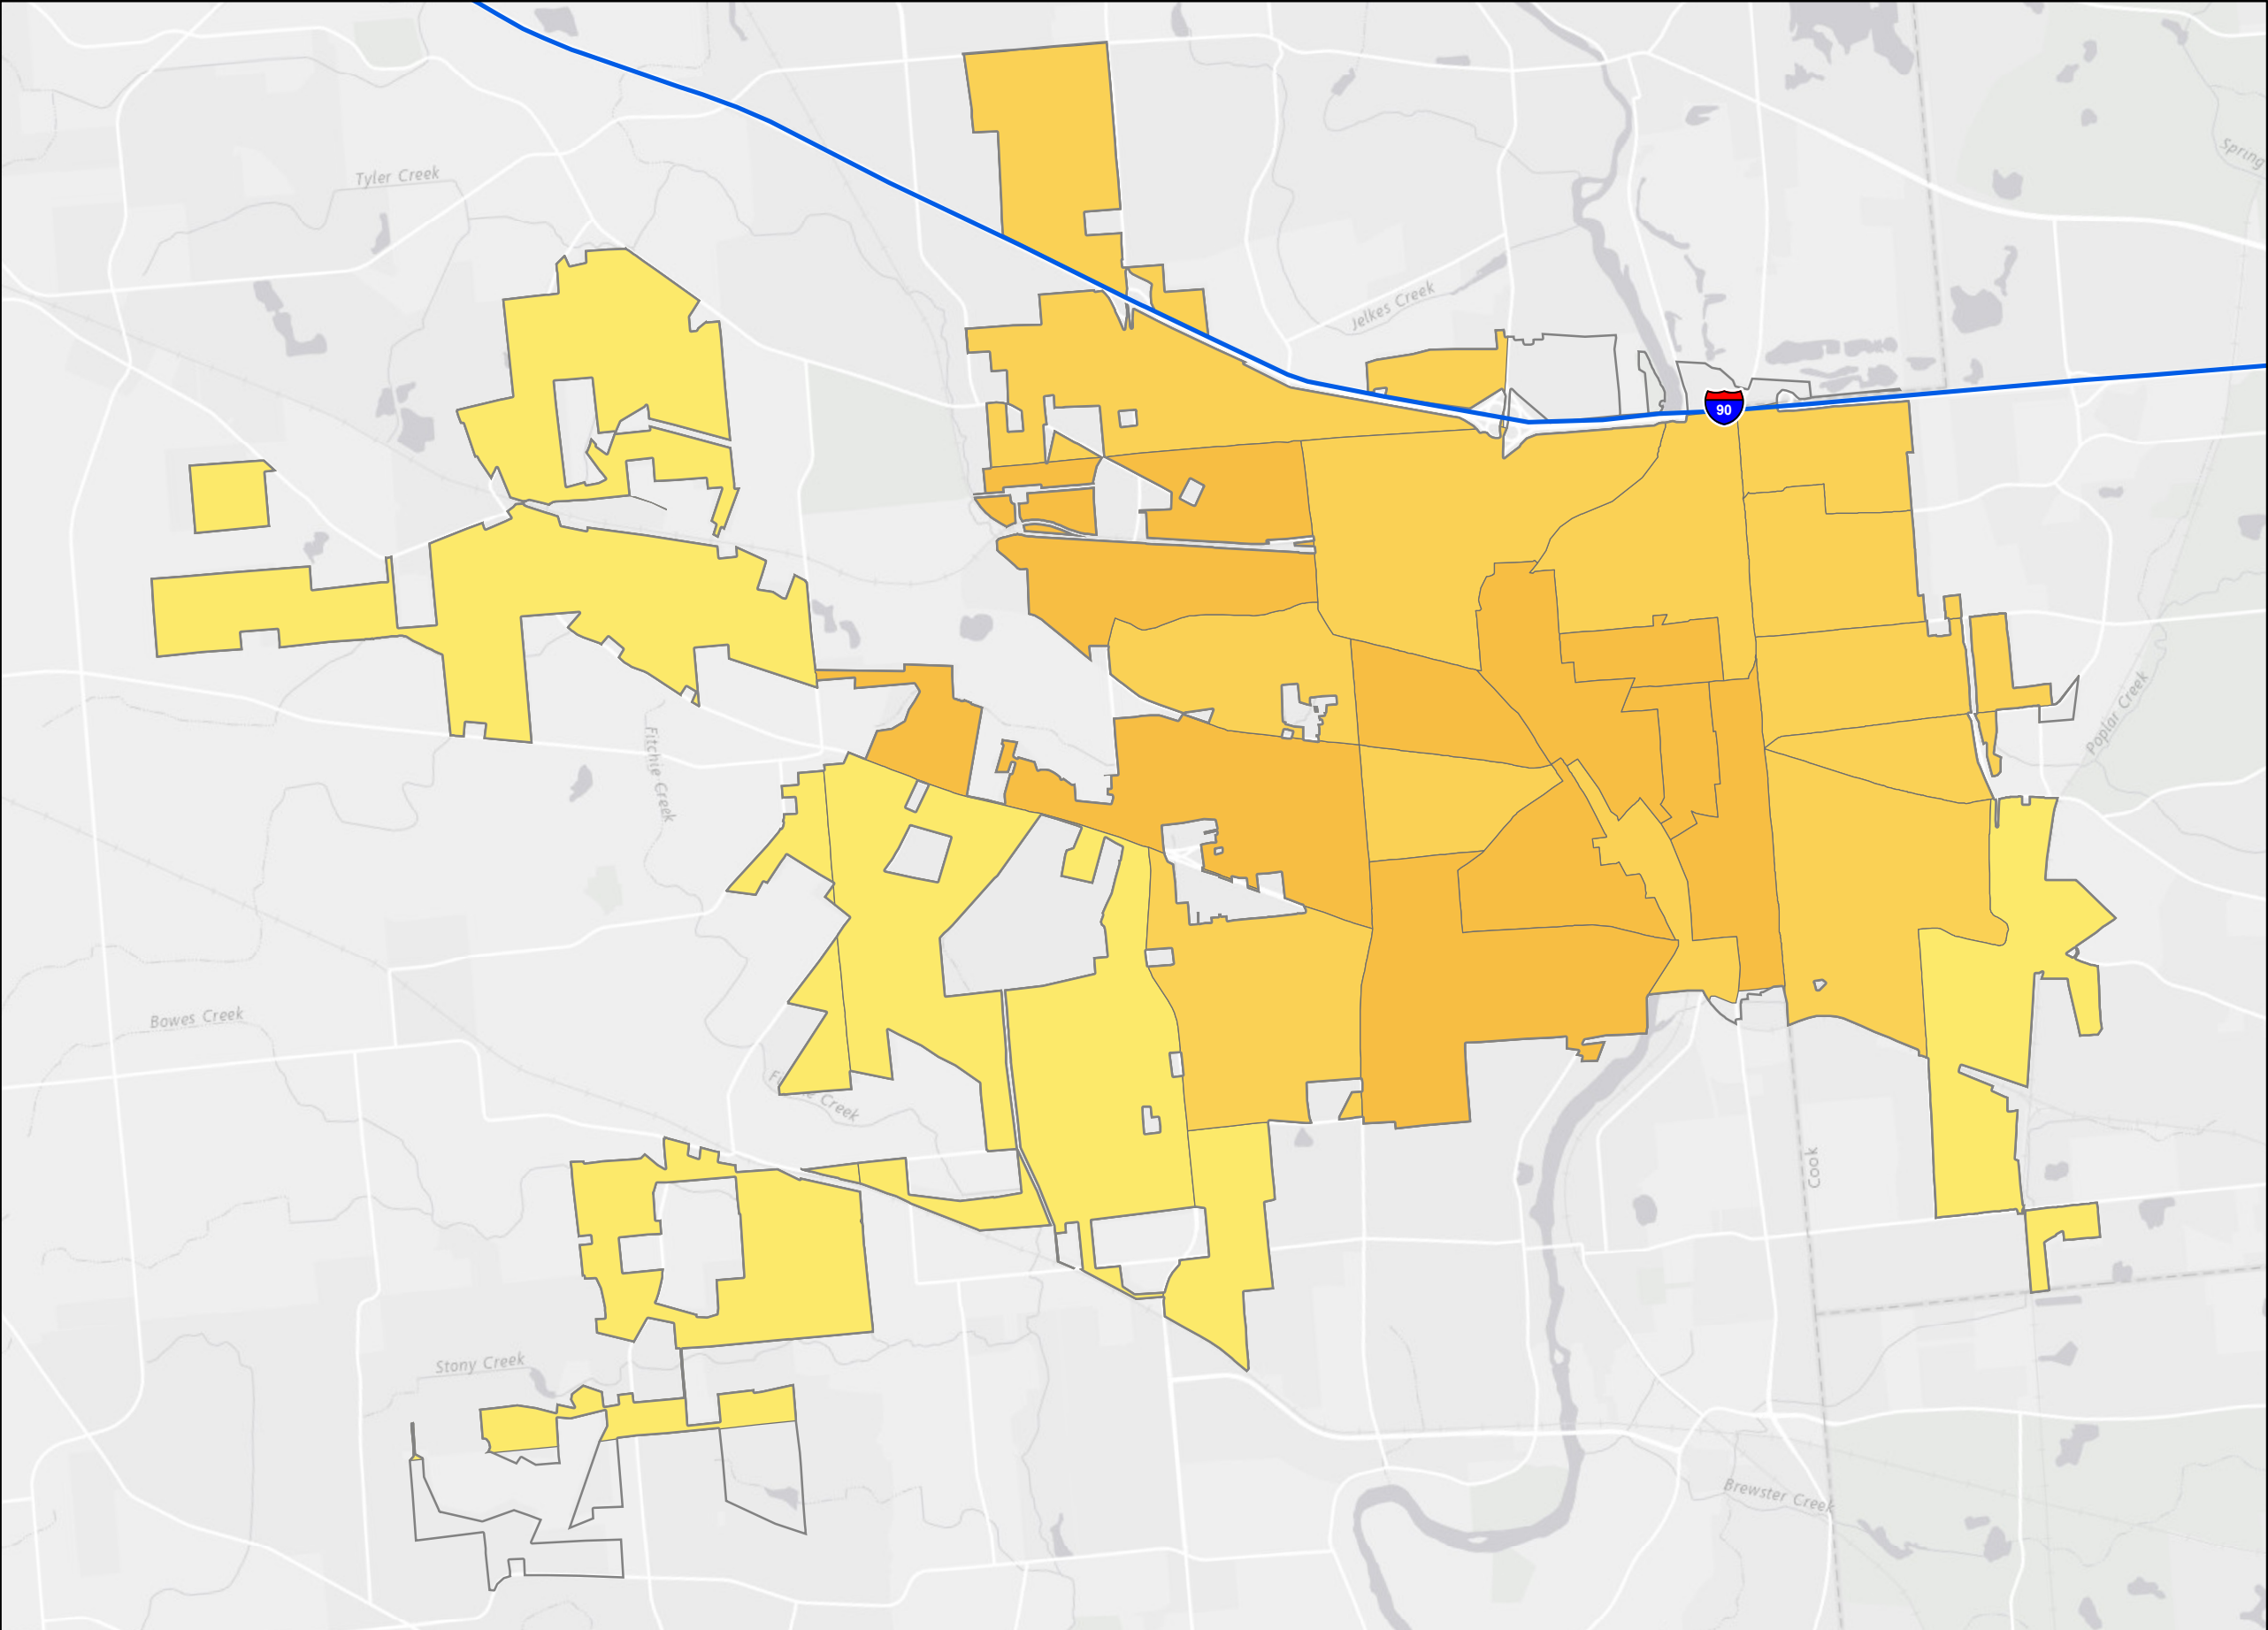 Tyler Creek
Spring
Jelkes Creek
90
Poplar Creek
Fitchie Creek
Bowes Creek
Creek
Cook
Stony Creek
Brewster Creek